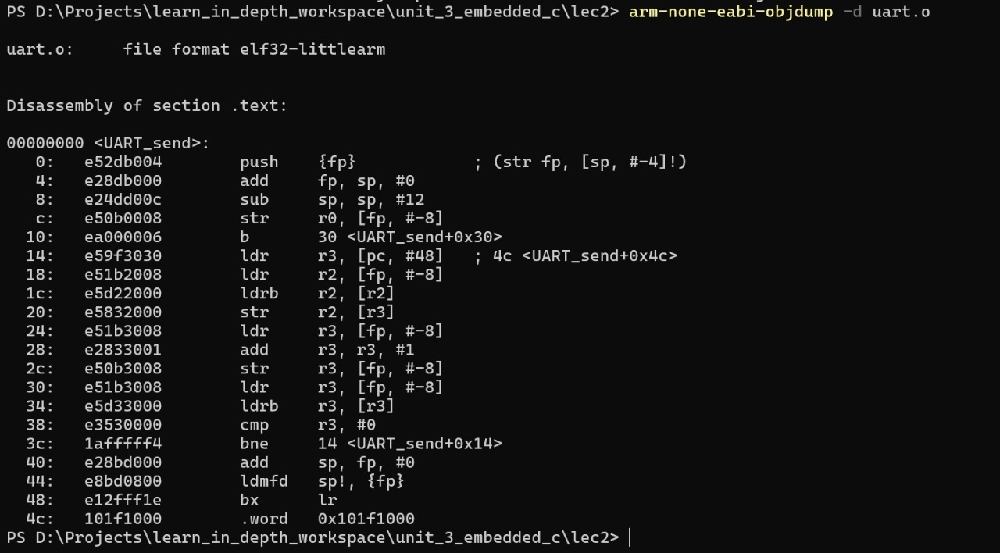 PS D:\Projects\learn_in_depth_workspace\unit_3_embedded_c\lec2> arm-none-eabi-objdump -d uart.o
uart.o:     file format elf32-littlearm
Disassembly of section .text:
00000000 <UART_send>:
   0:   e52db004        push    {fp}            ; (str fp, [sp, #-4]!)
   4:   e28db000        add     fp, sp, #0
   8:   e24dd00c        sub     sp, sp, #12
   c:   e50b0008        str     r0, [fp, #-8]
  10:   ea000006        b       30 <UART_send+0x30>
  14:   e59f3030        ldr     r3, [pc, #48]   ; 4c <UART_send+0x4c>
  18:   e51b2008        ldr     r2, [fp, #-8]
  1c:   e5d22000        ldrb    r2, [r2]
  20:   e5832000        str     r2, [r3]
  24:   e51b3008        ldr     r3, [fp, #-8]
  28:   e2833001        add     r3, r3, #1
  2c:   e50b3008        str     r3, [fp, #-8]
  30:   e51b3008        ldr     r3, [fp, #-8]
  34:   e5d33000        ldrb    r3, [r3]
  38:   e3530000        cmp     r3, #0
  3c:   1afffff4        bne     14 <UART_send+0x14>
  40:   e28bd000        add     sp, fp, #0
  44:   e8bd0800        ldmfd   sp!, {fp}
  48:   e12fff1e        bx      lr
  4c:   101f1000        .word   0x101f1000
PS D:\Projects\learn_in_depth_workspace\unit_3_embedded_c\lec2>